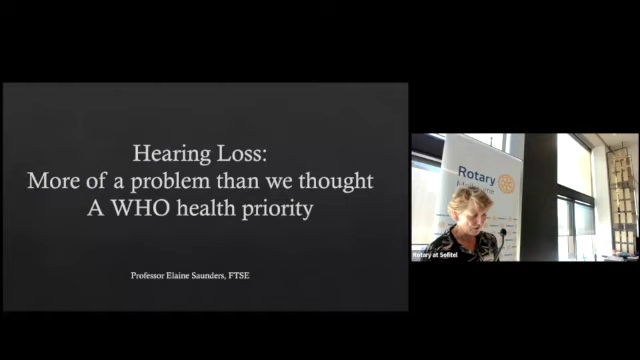 Hearing Loss:
More of a problem than we thought
A WHO health priority
Professor Elaine Saunders, FTSE
Rotary
Melbourne
Rotary at Sofitel